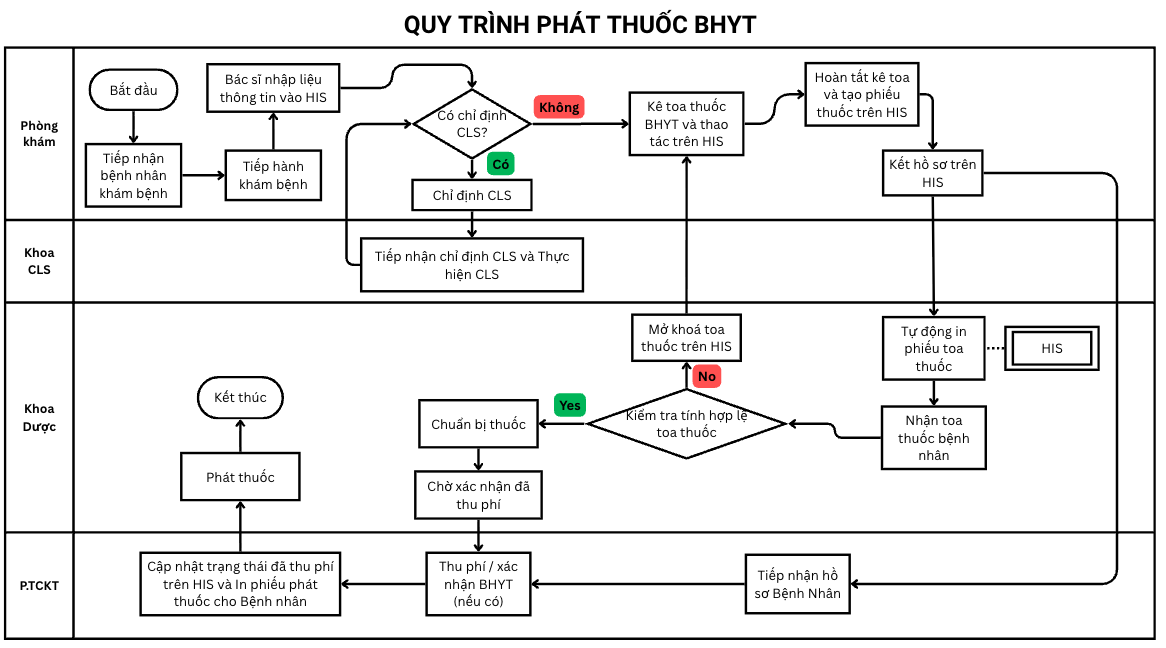 QUY TRÌNH PHÁT THUỐC BHYT
Phòng
khám
Bắt đầu
Tiếp nhận
bệnh nhân
khám bệnh
Bác sĩ nhập liệu
thông tin vào HIS
Tiếp hành
khám bệnh
Có chỉ định
CLS?
Không
Có
Chỉ định CLS
Kê toa thuốc
BHYT và thao
tác trên HIS
Hoàn tất kê toa
và tạo phiếu
thuốc trên HIS
Kết hồ sơ trên
HIS
Khoa
CLS
Tiếp nhận chỉ định CLS và Thực
hiện CLS
Khoa
Dược
Mở khoá toa
thuốc trên HIS
No
Tự động in
phiếu toa
thuốc
HIS
Kết thúc
Yes
Chuẩn bị thuốc
Kiểm tra tính hợp lệ
toa thuốc
Nhận toa
thuốc bệnh
nhân
Phát thuốc
Chờ xác nhận đã
thu phí
P.TCKT
Cập nhật trạng thái đã thu phí
trên HIS và In phiếu phát
thuốc cho Bệnh nhân
Thu phí / xác
nhận BHYT
(nếu có)
Tiếp nhận hồ
sơ Bệnh Nhân